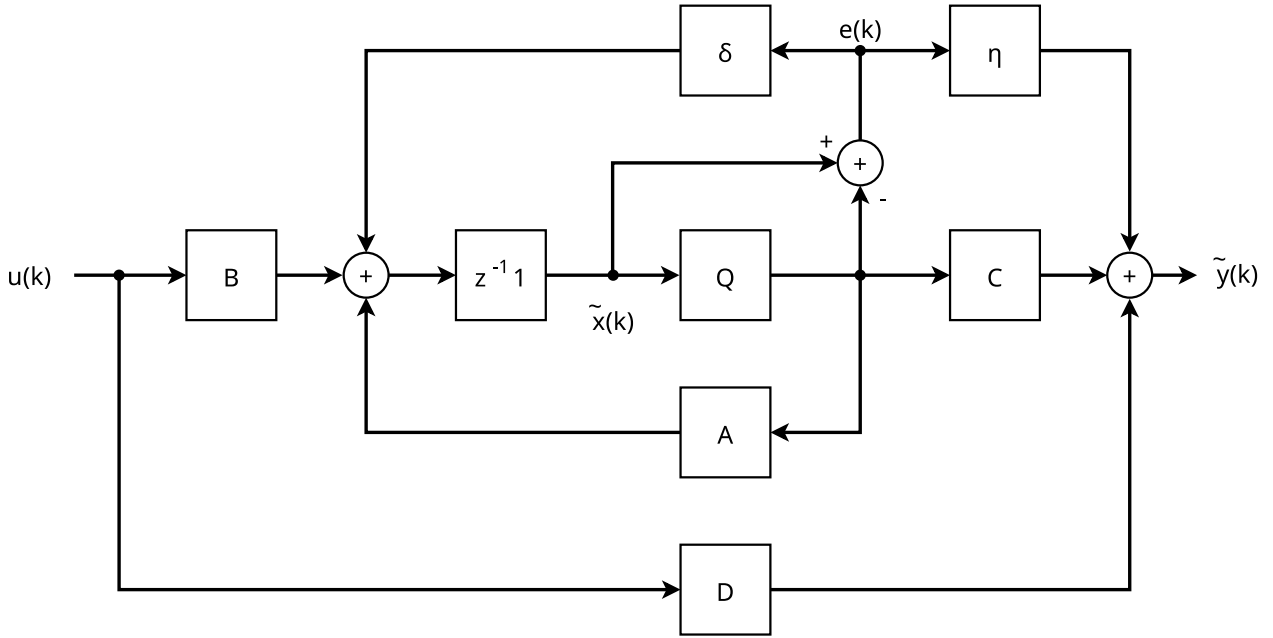 e(k)
δ
η
+
+
-
u(k)
B
+
z⁻¹1
Q
C
+
ỹ(k)
x̃(k)
A
D